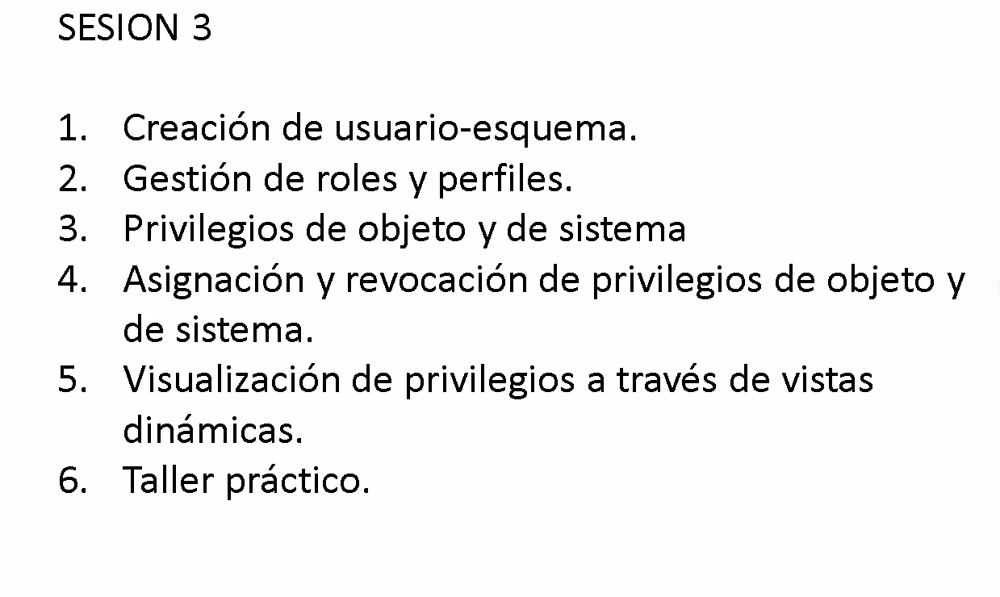 SESION 3
1. Creación de usuario-esquema.
2. Gestión de roles y perfiles.
3. Privilegios de objeto y de sistema
4. Asignación y revocación de privilegios de objeto y
de sistema.
5. Visualización de privilegios a través de vistas
dinámicas.
6. Taller práctico.